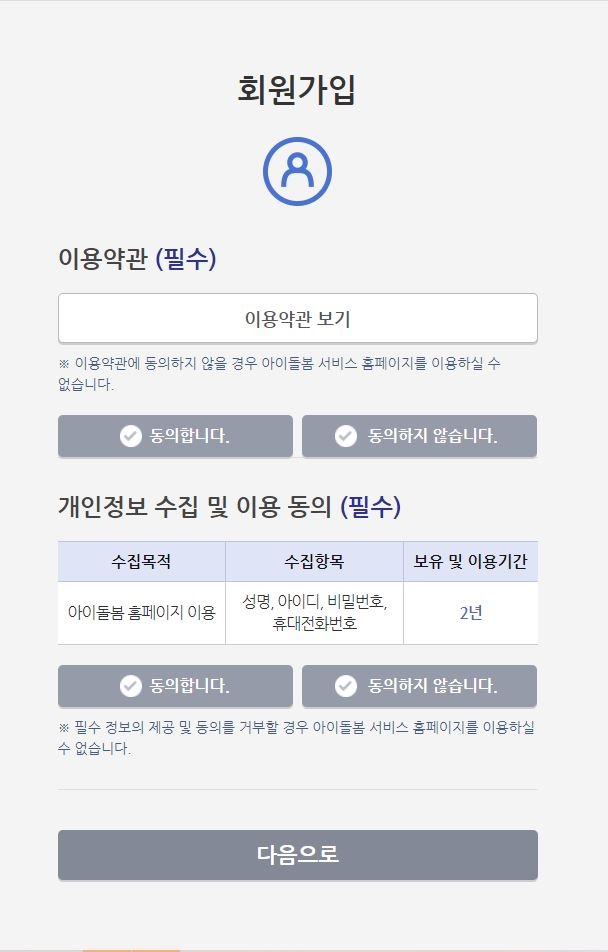 회원가입
이용약관 (필수)
이용약관 보기
※ 이용약관에 동의하지 않을 경우 아이돌봄 서비스 홈페이지를 이용하실 수
없습니다.
동의합니다. 동의하지 않습니다.
개인정보 수집 및 이용 동의 (필수)
수집목적 수집항목 보유 및 이용기간
아이돌봄 홈페이지 이용 성명, 아이디, 비밀번호, 2년
휴대전화번호
동의합니다. 동의하지 않습니다.
※ 필수 정보의 제공 및 동의를 거부할 경우 아이돌봄 서비스 홈페이지를 이용하실
수 없습니다.
다음으로